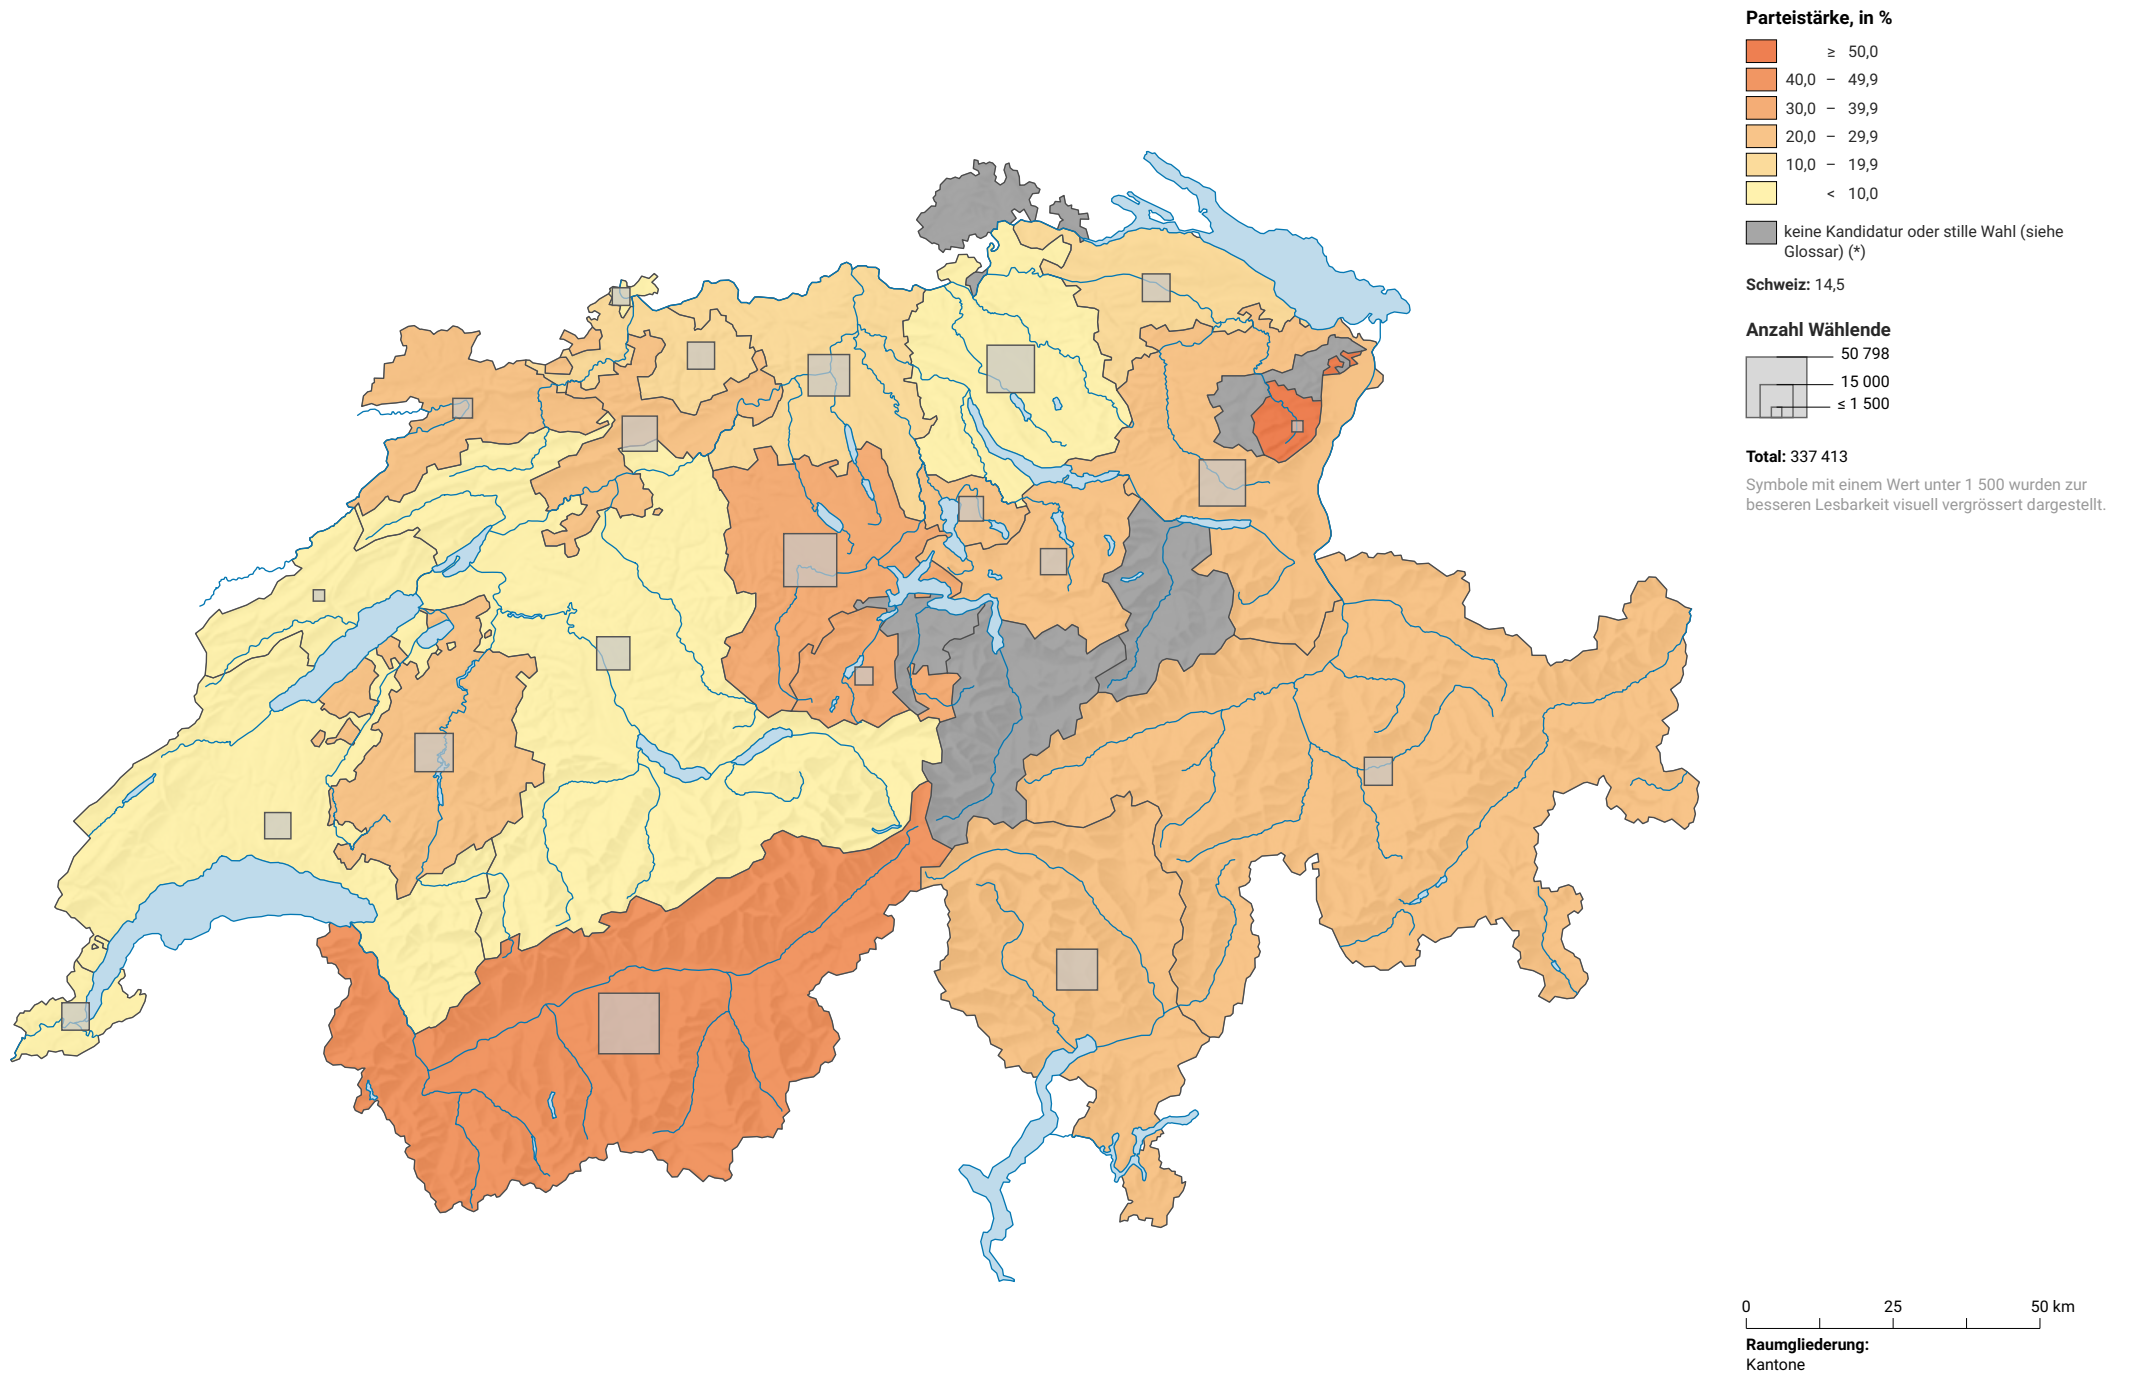 Parteistärke, in %
≥ 50,0
40,0 – 49,9
30,0 – 39,9
20,0 – 29,9
10,0 – 19,9
< 10,0
keine Kandidatur oder stille Wahl (siehe
Glossar) (*)
Schweiz: 14,5
Anzahl Wählende
50 798
15 000
≤ 1 500
Total: 337 413
Symbole mit einem Wert unter 1 500 wurden zur
besseren Lesbarkeit visuell vergrössert dargestellt.
0 25 50 km
Raumgliederung:
Kantone